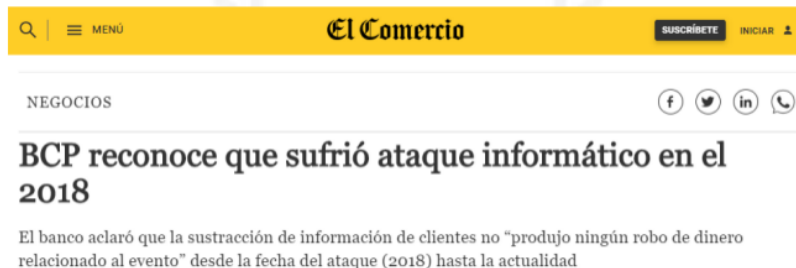 MENÚ
El Comercio
SUSCRÍBETE
INICIAR
NEGOCIOS
BCP reconoce que sufrió ataque informático en el
2018
El banco aclaró que la sustracción de información de clientes no “produjo ningún robo de dinero
relacionado al evento” desde la fecha del ataque (2018) hasta la actualidad